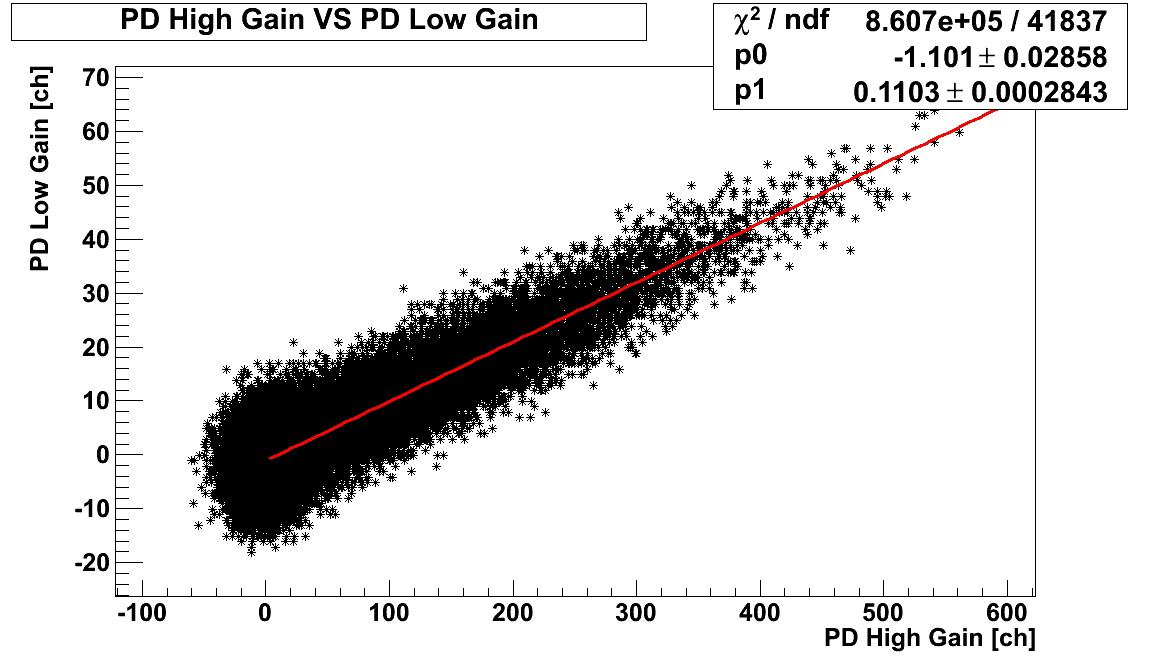 PD High Gain VS PD Low Gain
χ² / ndf 8.607e+05 / 41837
p0 -1.101 ± 0.02858
p1 0.1103 ± 0.0002843
PD Low Gain [ch]
70
60
50
40
30
20
10
0
-10
-20
-100 0 100 200 300 400 500 600
PD High Gain [ch]